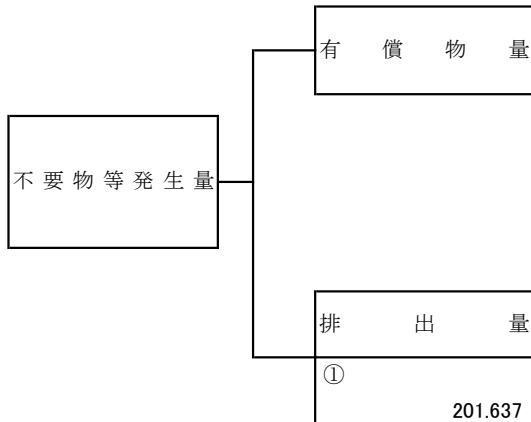 有償物量
不要物等発生量
排出量
①
201.637